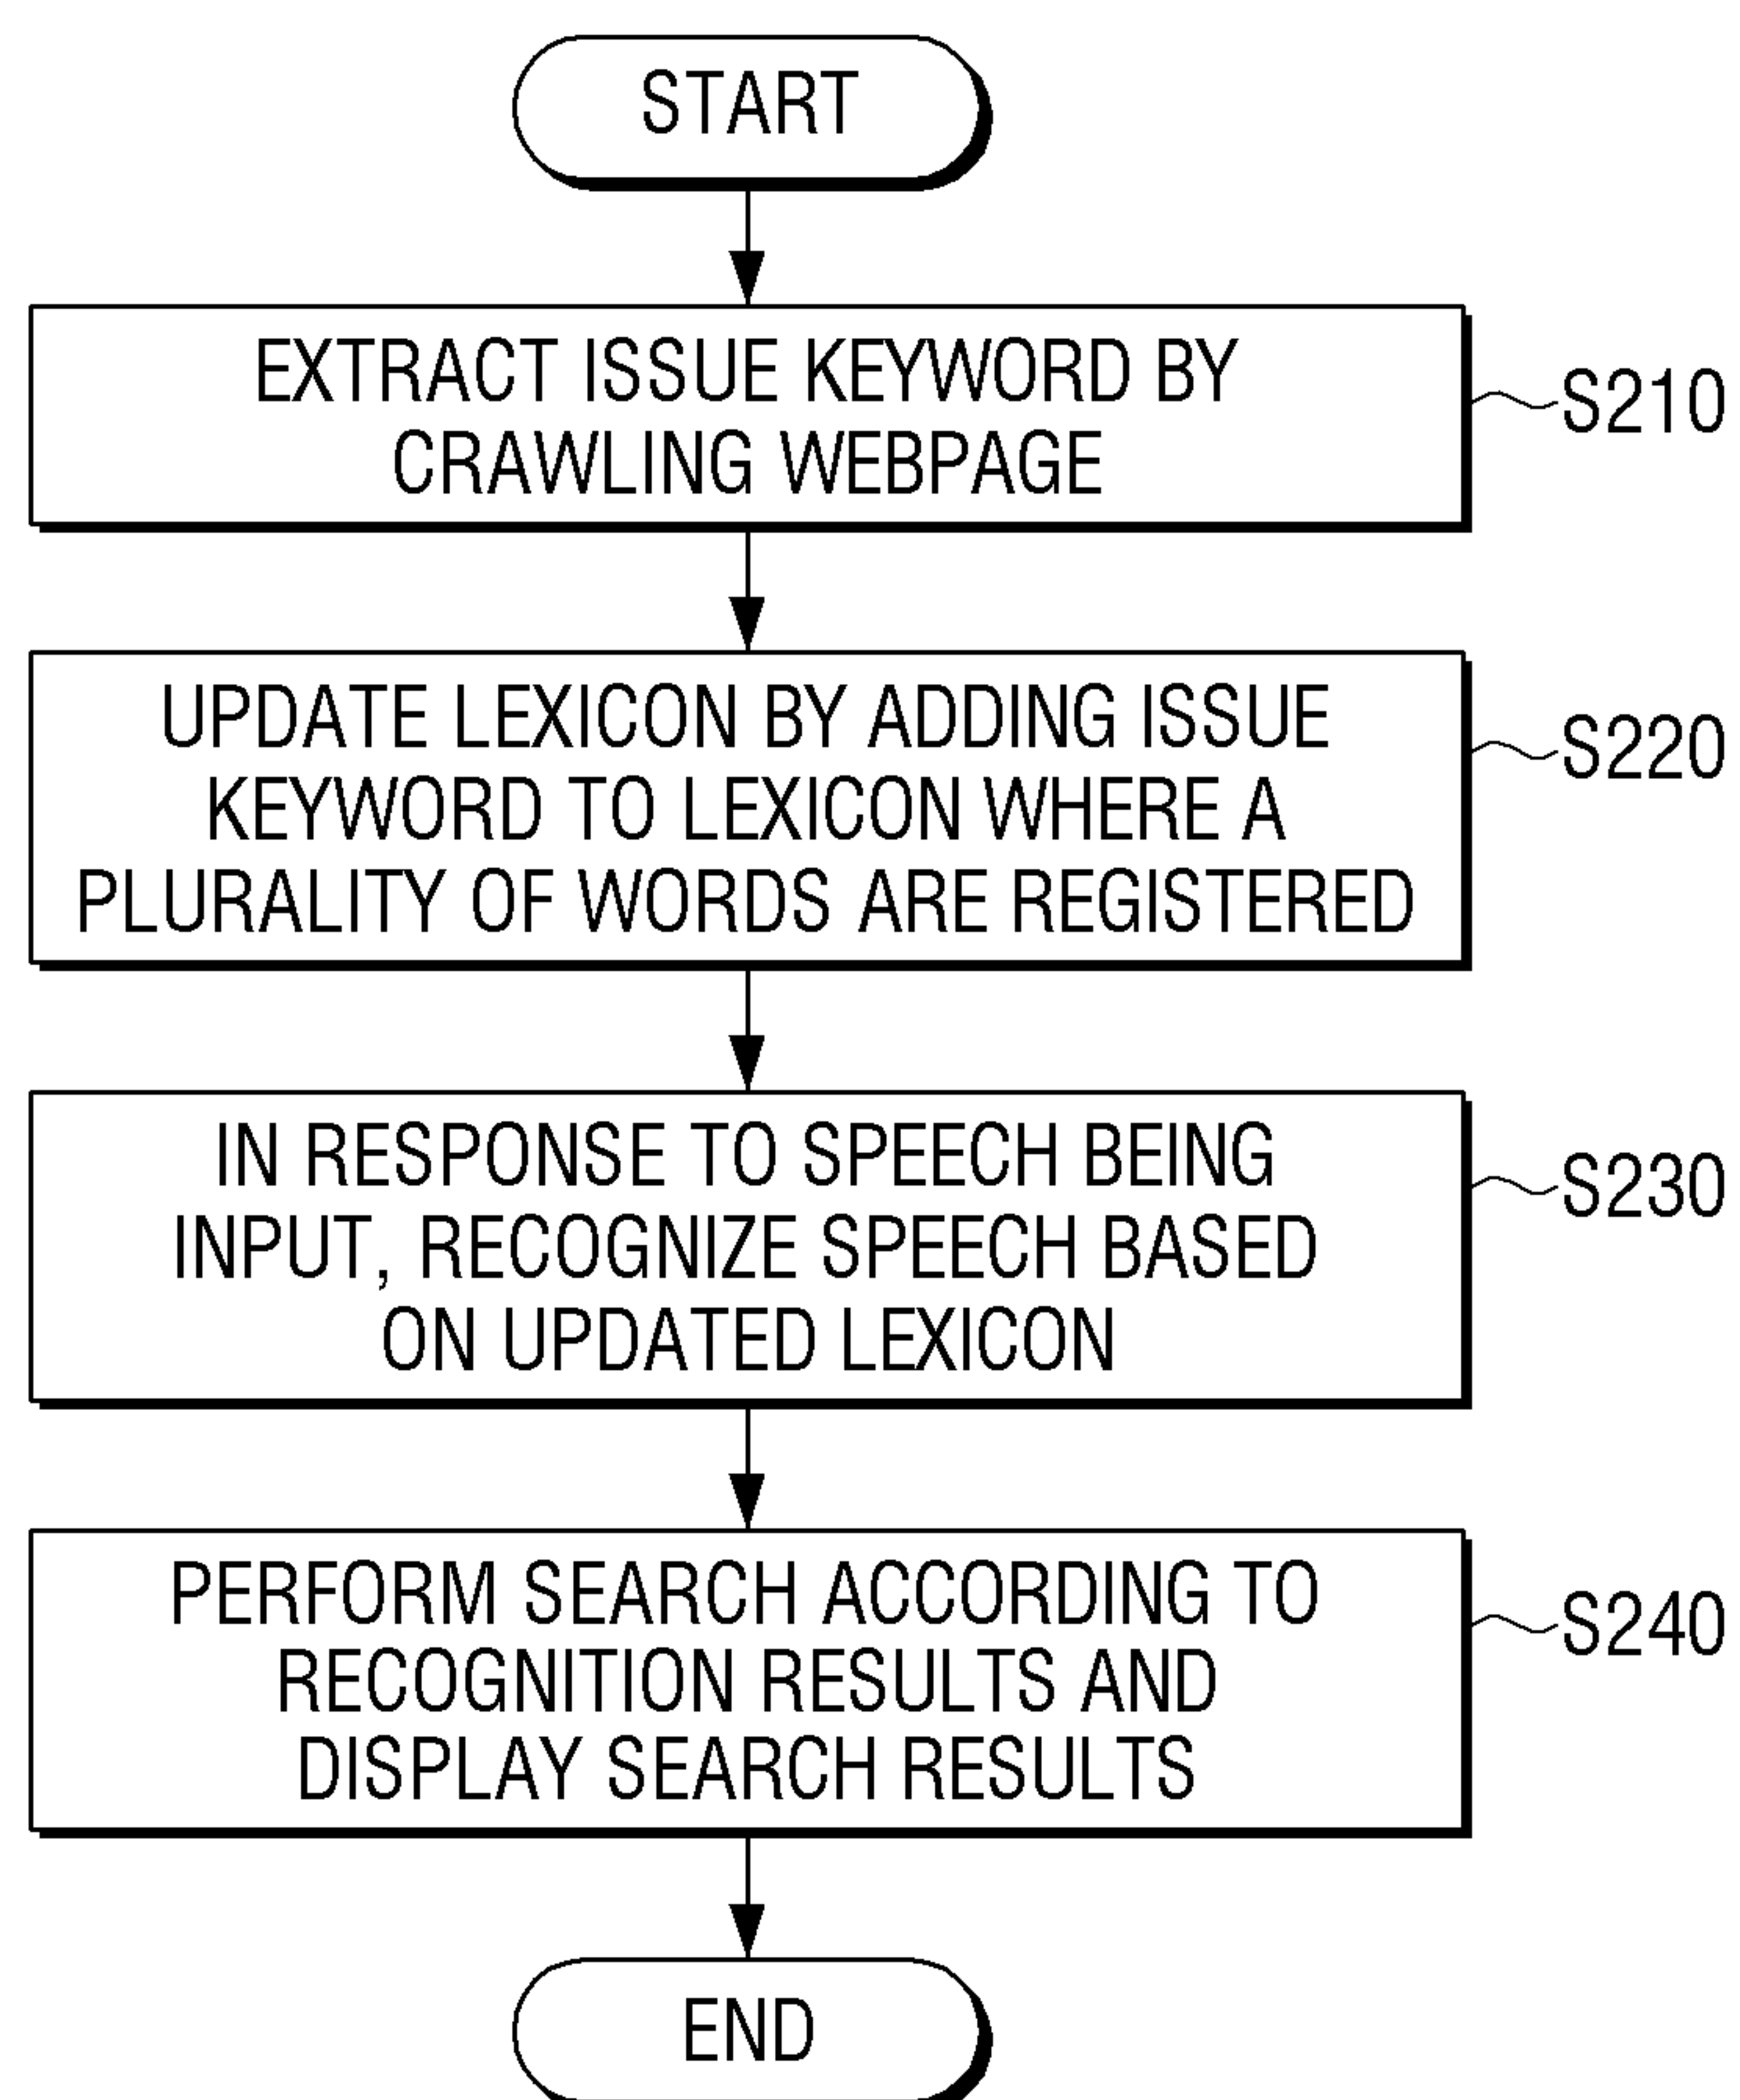 START
EXTRACT ISSUE KEYWORD BY
CRAWLING WEBPAGE
S210
UPDATE LEXICON BY ADDING ISSUE
KEYWORD TO LEXICON WHERE A
PLURALITY OF WORDS ARE REGISTERED
S220
IN RESPONSE TO SPEECH BEING
INPUT, RECOGNIZE SPEECH BASED
ON UPDATED LEXICON
S230
PERFORM SEARCH ACCORDING TO
RECOGNITION RESULTS AND
DISPLAY SEARCH RESULTS
S240
END